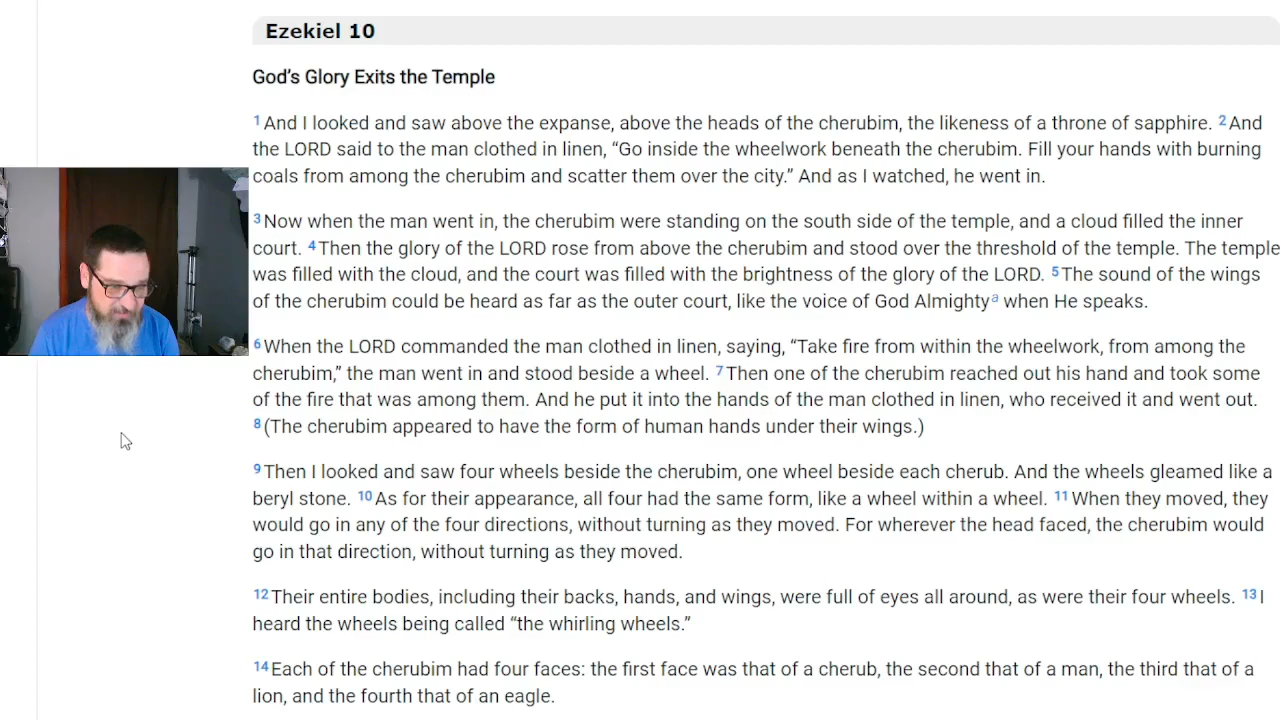 Ezekiel 10
God's Glory Exits the Temple
1 And I looked and saw above the expanse, above the heads of the cherubim, the likeness of a throne of sapphire. 2 And
the LORD said to the man clothed in linen, “Go inside the wheelwork beneath the cherubim. Fill your hands with burning
coals from among the cherubim and scatter them over the city.” And as I watched, he went in.
3 Now when the man went in, the cherubim were standing on the south side of the temple, and a cloud filled the inner
court. 4 Then the glory of the LORD rose from above the cherubim and stood over the threshold of the temple. The temple
was filled with the cloud, and the court was filled with the brightness of the glory of the LORD. 5 The sound of the wings
of the cherubim could be heard as far as the outer court, like the voice of God Almighty a when He speaks.
6 When the LORD commanded the man clothed in linen, saying, “Take fire from within the wheelwork, from among the
cherubim,” the man went in and stood beside a wheel. 7 Then one of the cherubim reached out his hand and took some
of the fire that was among them. And he put it into the hands of the man clothed in linen, who received it and went out.
8 (The cherubim appeared to have the form of human hands under their wings.)
9 Then I looked and saw four wheels beside the cherubim, one wheel beside each cherub. And the wheels gleamed like a
beryl stone. 10 As for their appearance, all four had the same form, like a wheel within a wheel. 11 When they moved, they
would go in any of the four directions, without turning as they moved. For wherever the head faced, the cherubim would
go in that direction, without turning as they moved.
12 Their entire bodies, including their backs, hands, and wings, were full of eyes all around, as were their four wheels. 13 I
heard the wheels being called “the whirling wheels.”
14 Each of the cherubim had four faces: the first face was that of a cherub, the second that of a man, the third that of a
lion, and the fourth that of an eagle.